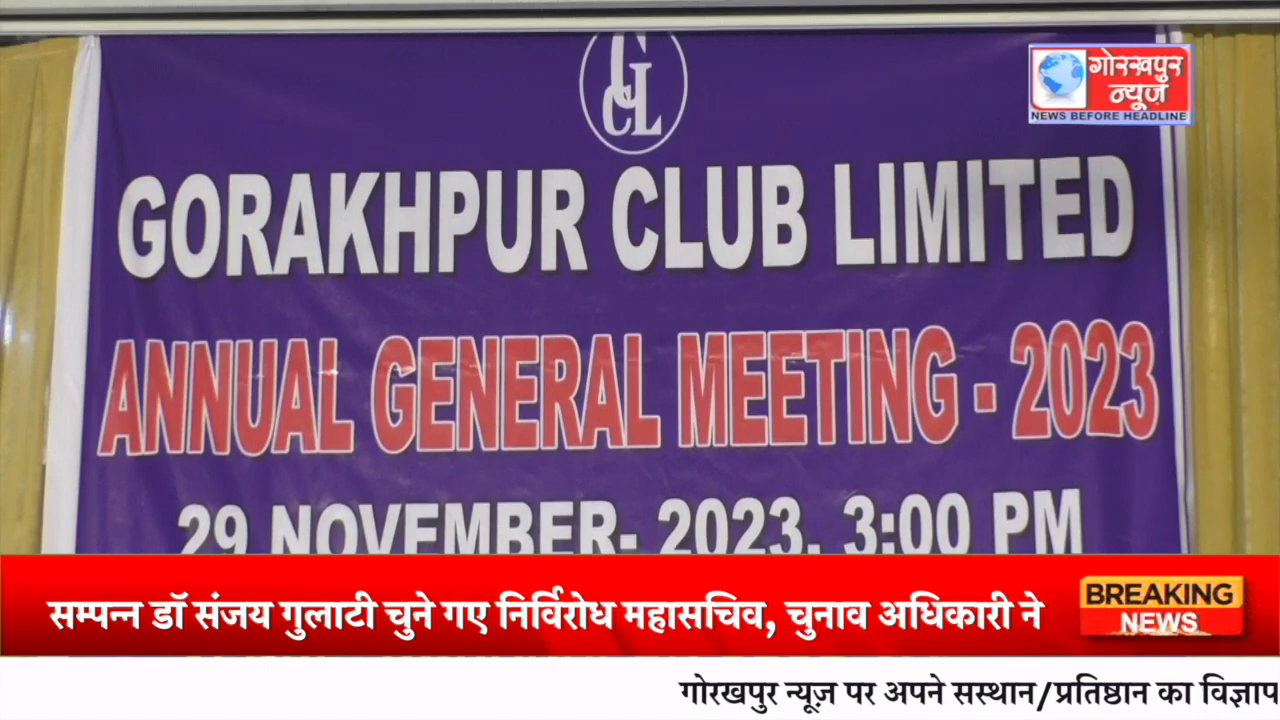 GCL
गोरखपुर
न्यूज़
NEWS BEFORE HEADLINE
GORAKHPUR CLUB LIMITED
ANNUAL GENERAL MEETING - 2023
29 NOVEMBER- 2023, 3:00 PM
सम्पन्न डॉ संजय गुलाटी चुने गए निर्विरोध महासचिव, चुनाव अधिकारी ने
BREAKING
NEWS
गोरखपुर न्यूज़ पर अपने सस्थान/प्रतिष्ठान का विज्ञाप